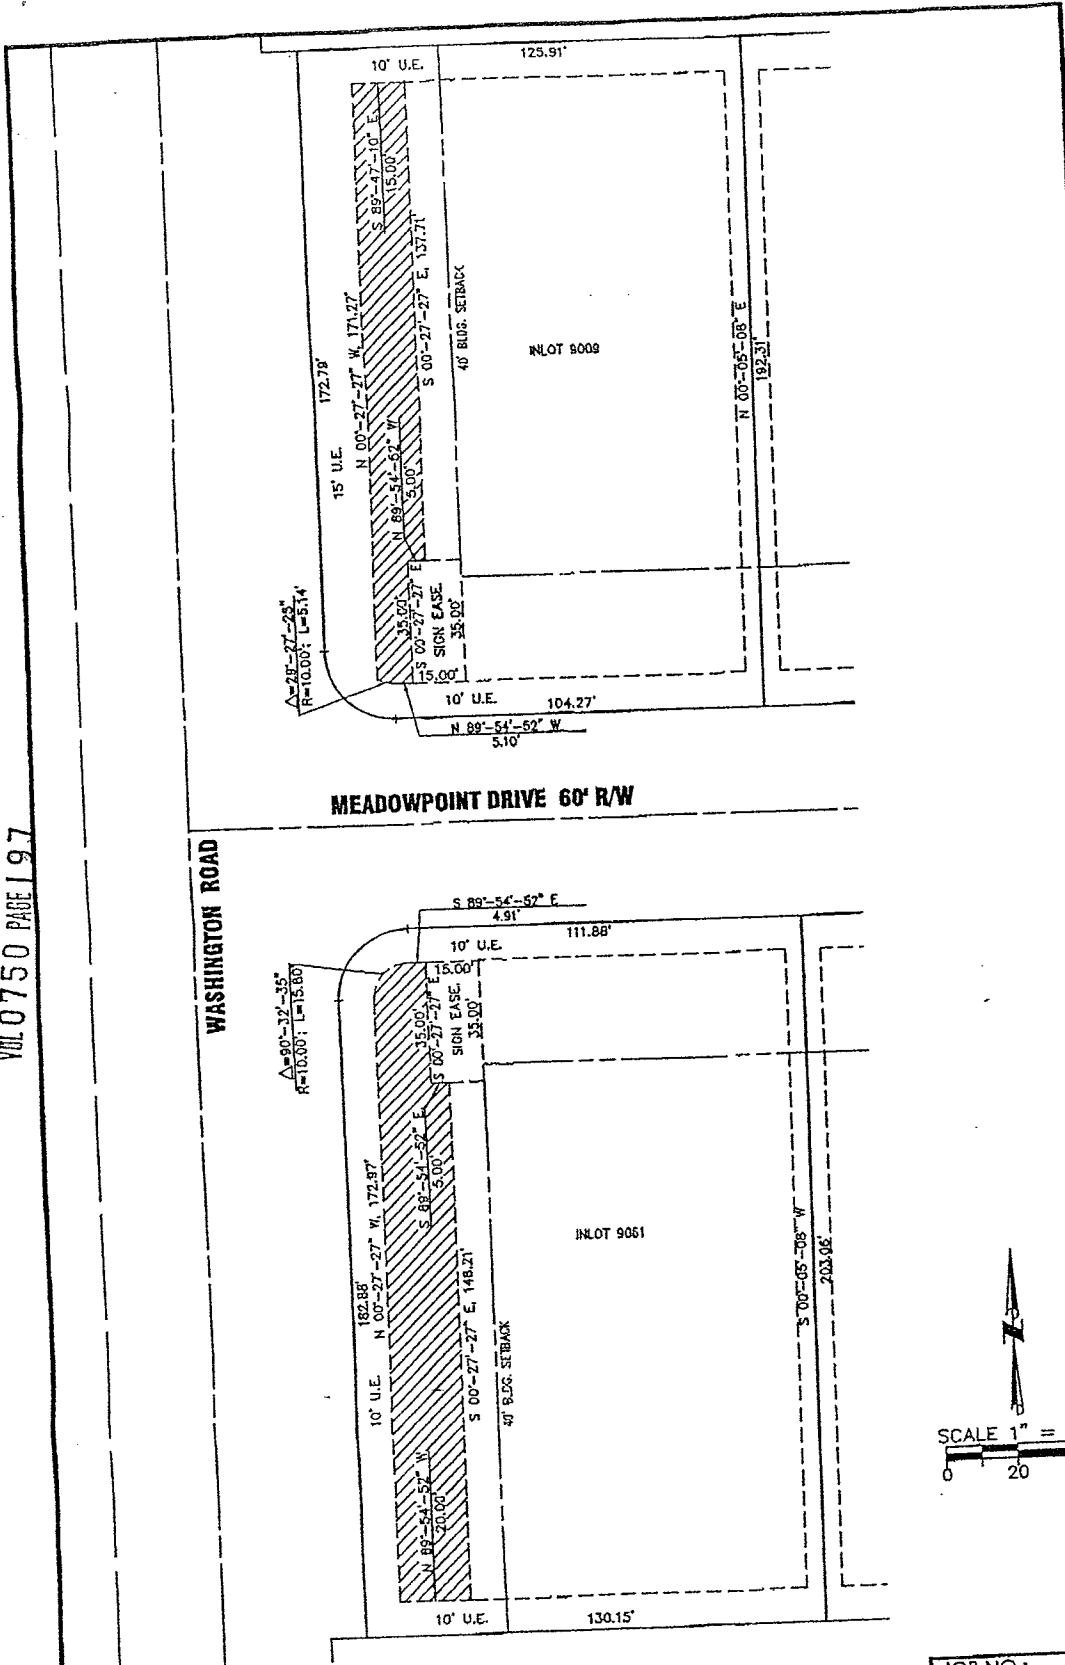 125.91'
10' U.E.
S 89°-47'-10" E
15.00'
N 00°-27'-27" W, 171.27'
S 00°-27'-27" E, 137.71'
40' BLDG. SETBACK
INLOT 9009
N 00°-05'-08" E
192.31'
172.79'
15' U.E.
N 89°-54'-52" W
5.00'
35.00'
S 00°-27'-27" E
SIGN EASE.
35.00'
15.00'
R=10.00'; L=5.14'
10' U.E.
104.27'
N 89°-54'-52" W
5.10'
MEADOWPOINT DRIVE 60' R/W
WASHINGTON ROAD
VOL 0750 PAGE 197
S 89°-54'-52" E
4.91'
111.88'
10' U.E.
15.00'
△=90°-32'-35"
R=10.00'; L=15.80'
35.00'
S 00°-27'-27" E
SIGN EASE.
35.00'
S 89°-54'-52" E
5.00'
182.88'
N 00°-27'-27" W, 172.97'
10' U.E.
S 00°-27'-27" E, 148.21'
40' BLDG. SETBACK
INLOT 9061
S 00°-05'-08" W
203.06'
N 89°-54'-52" W
20.00'
10' U.E.
130.15'
N
SCALE 1" =
0 20
JOB NO.: